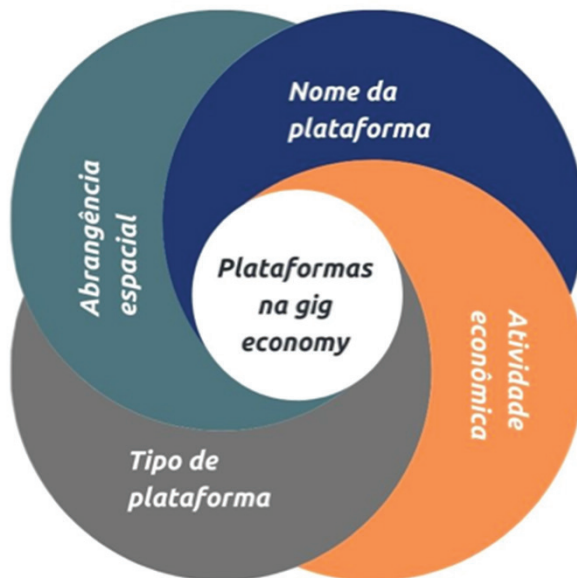 Nome da
plataforma
Abrangência
espacial
Plataformas
na gig
economy
Atividade
econômica
Tipo de
plataforma